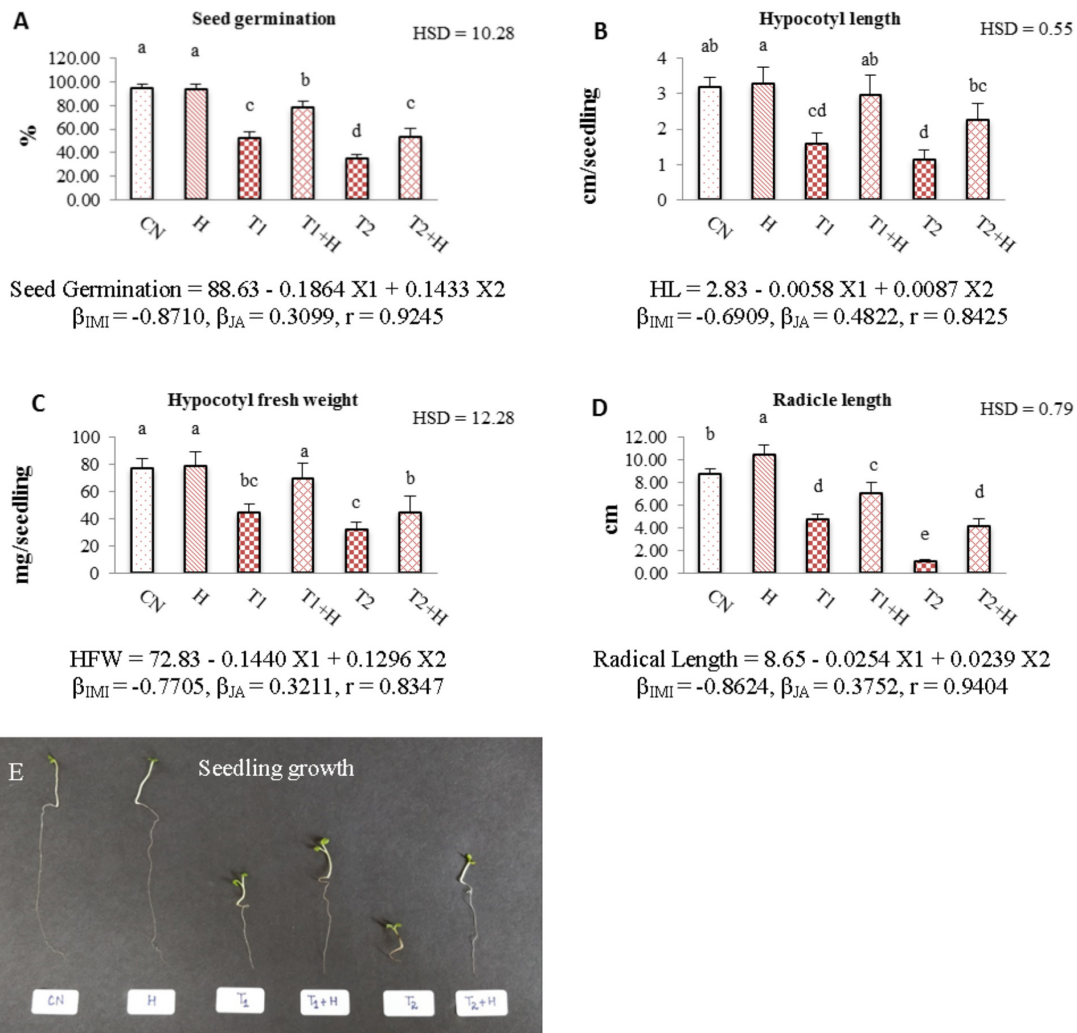 A
Seed germination
HSD = 10.28
a
a
c
b
d
c
120.00
100.00
80.00
60.00
40.00
20.00
0.00
%
CN
H
T1
T1+H
T2
T2+H
Seed Germination = 88.63 - 0.1864 X1 + 0.1433 X2
βIMI = -0.8710, βJA = 0.3099, r = 0.9245
B
Hypocotyl length
HSD = 0.55
ab
a
cd
ab
d
bc
4
3
2
1
0
cm/seedling
CN
H
T1
T1+H
T2
T2+H
HL = 2.83 - 0.0058 X1 + 0.0087 X2
βIMI = -0.6909, βJA = 0.4822, r = 0.8425
C
Hypocotyl fresh weight
HSD = 12.28
a
a
bc
a
c
b
100
80
60
40
20
0
mg/seedling
CN
H
T1
T1+H
T2
T2+H
HFW = 72.83 - 0.1440 X1 + 0.1296 X2
βIMI = -0.7705, βJA = 0.3211, r = 0.8347
D
Radicle length
HSD = 0.79
b
a
d
c
e
d
12.00
10.00
8.00
6.00
4.00
2.00
0.00
cm
CN
H
T1
T1+H
T2
T2+H
Radical Length = 8.65 - 0.0254 X1 + 0.0239 X2
βIMI = -0.8624, βJA = 0.3752, r = 0.9404
E
Seedling growth
CN
H
T1
T1+H
T2
T2+H